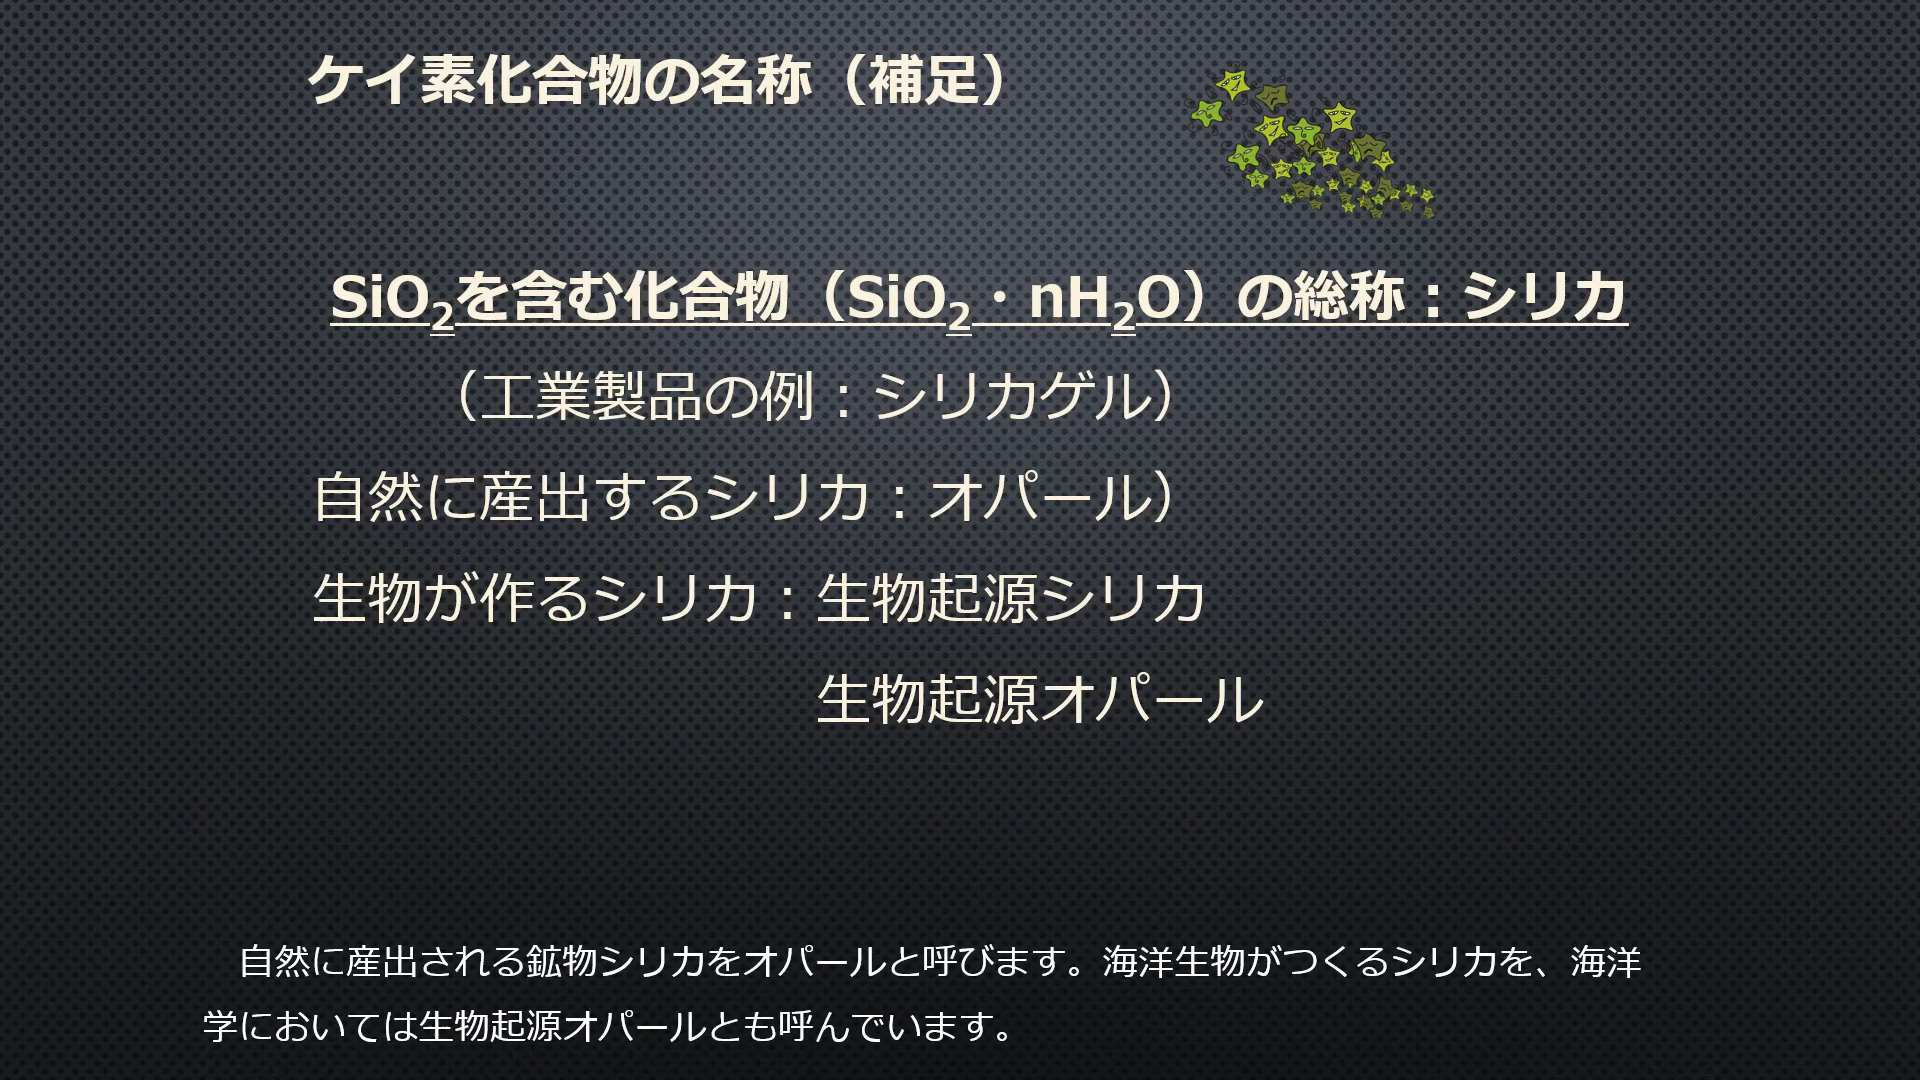 ケイ素化合物の名称（補足）
SiO2を含む化合物（SiO2・nH2O）の総称：シリカ
（工業製品の例：シリカゲル）
自然に産出するシリカ：オパール）
生物が作るシリカ：生物起源シリカ
生物起源オパール
自然に産出される鉱物シリカをオパールと呼びます。海洋生物がつくるシリカを、海洋
学においては生物起源オパールとも呼んでいます。